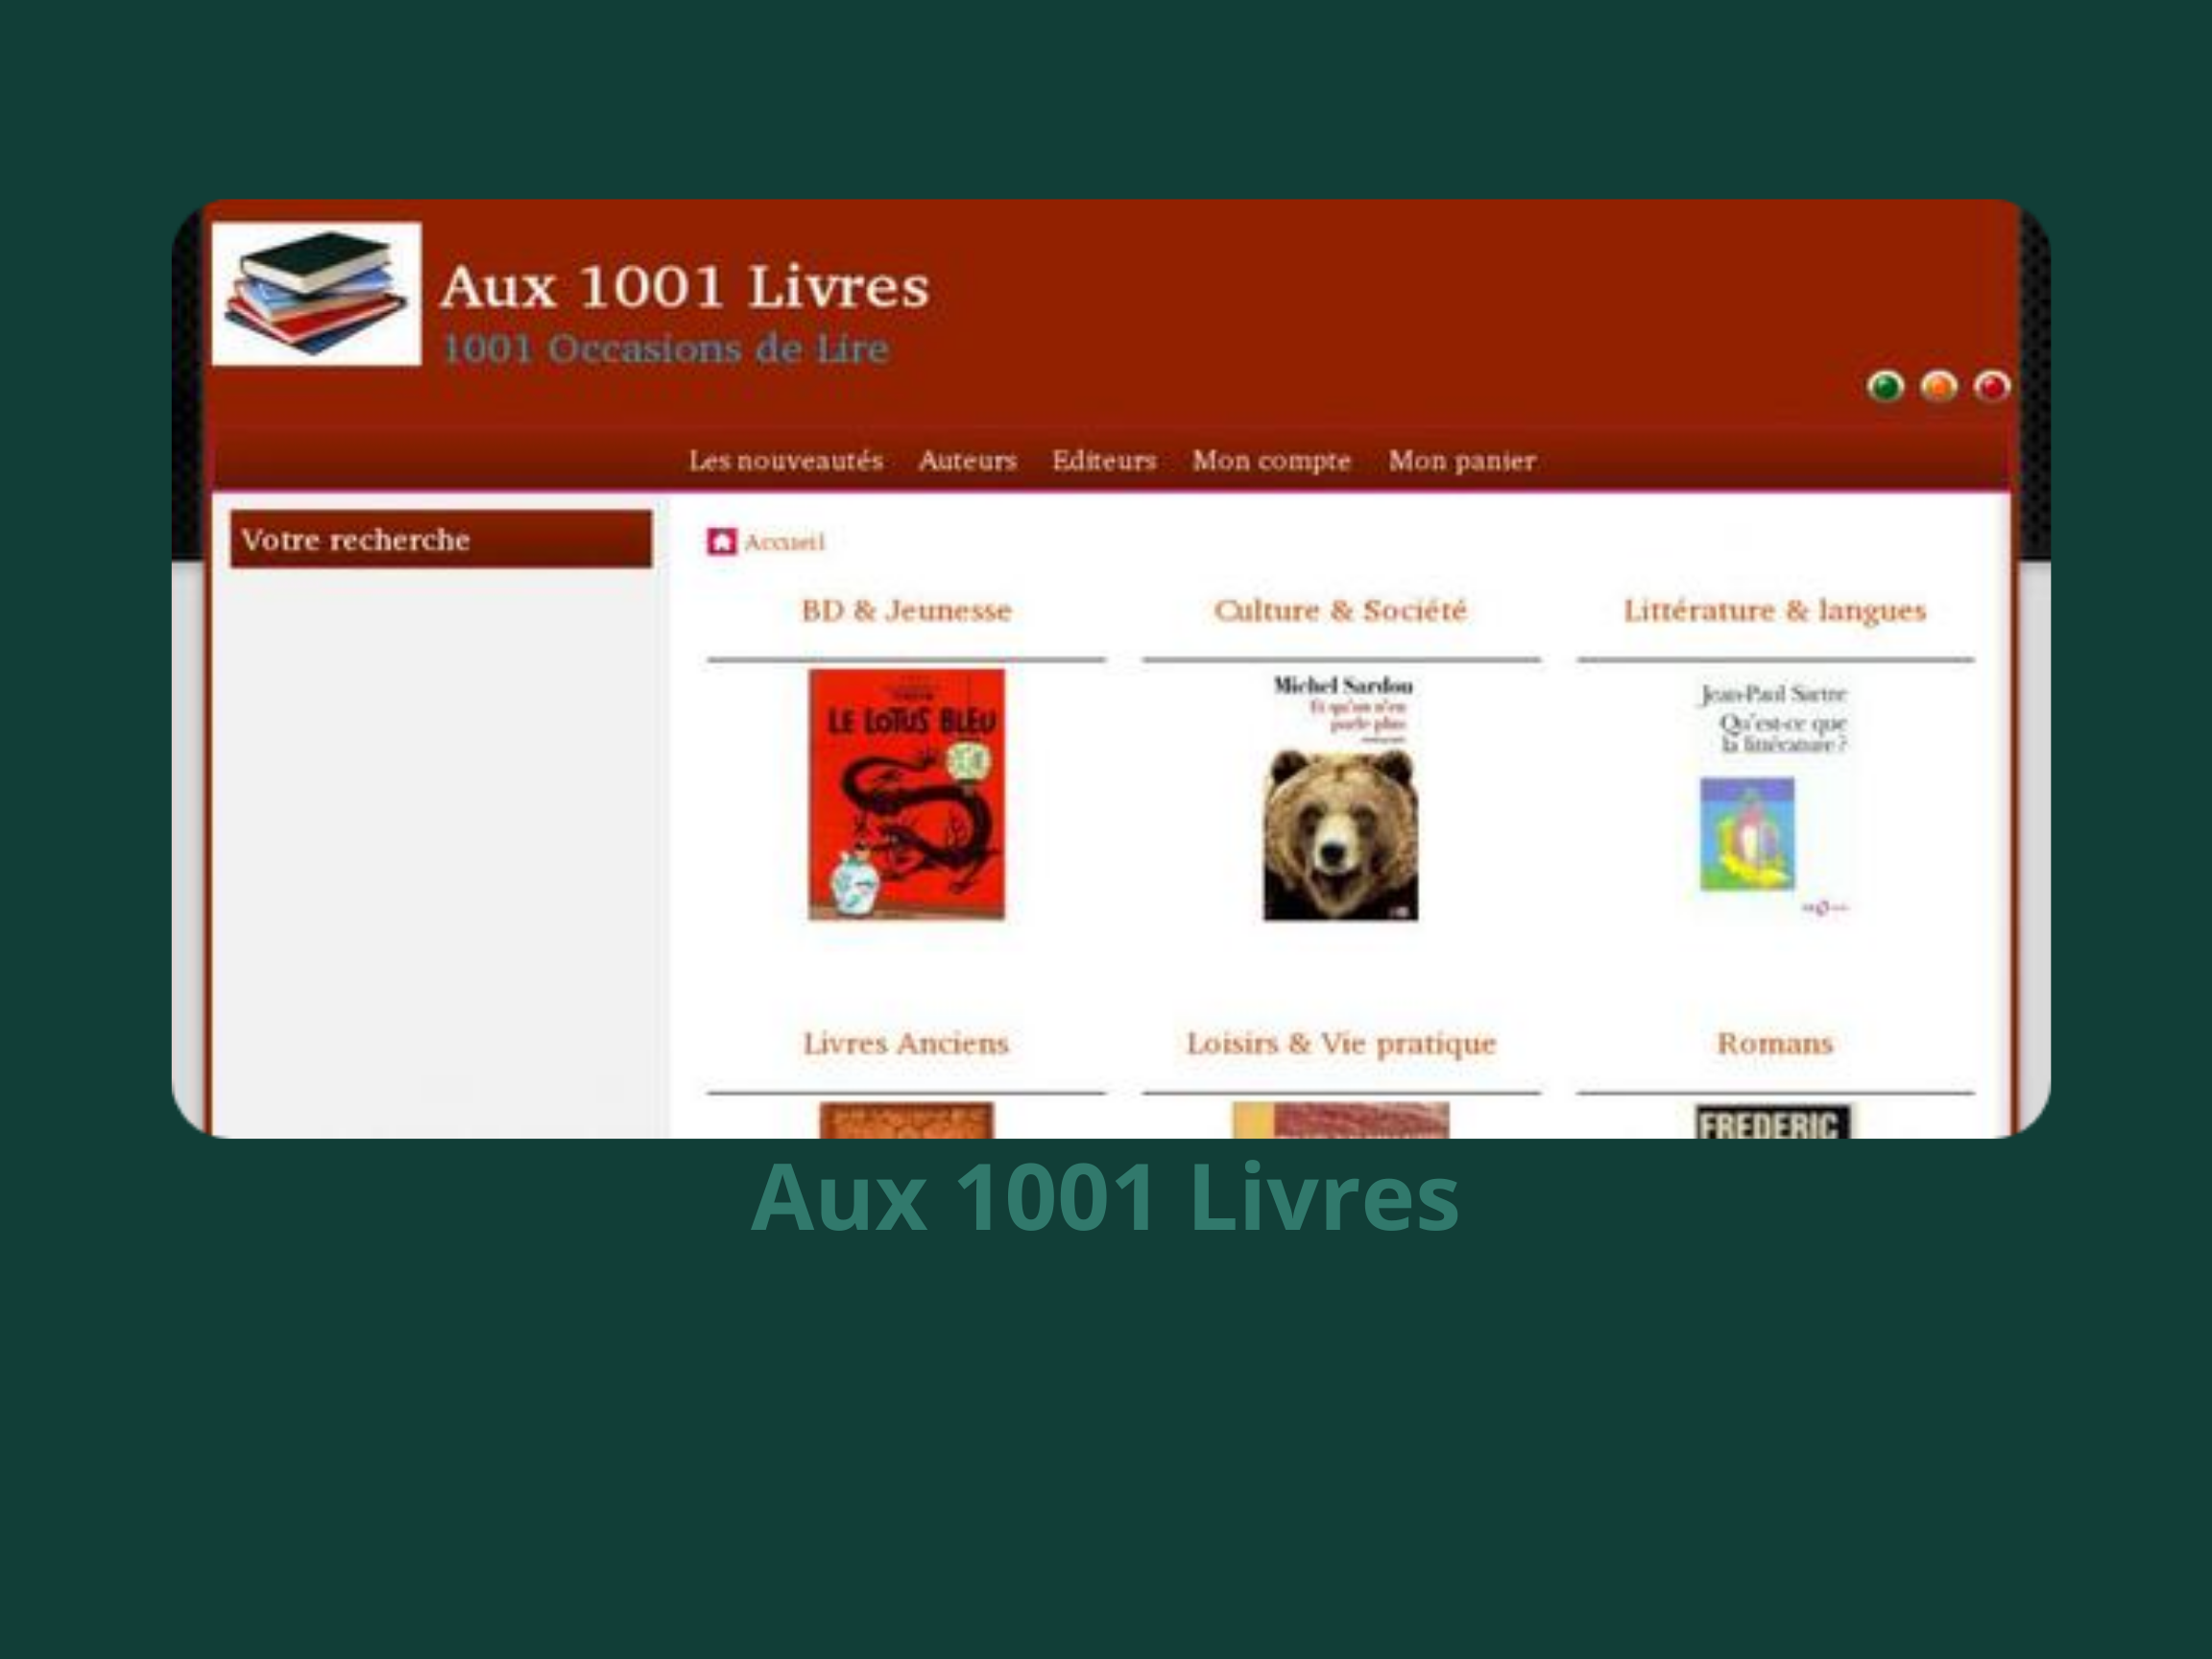 Aux 1001 Livres
1001 Occasions de Lire
Les nouveautés Auteurs Editeurs Mon compte Mon panier
Votre recherche
Accueil
BD & Jeunesse Culture & Société Littérature & langues
LE LOTUS BLEU
Michel Sardou
Et qu'on n'en
parle plus
Jean-Paul Sartre
Qu'est-ce que
la littérature ?
Livres Anciens Loisirs & Vie pratique Romans
FREDERIC
Aux 1001 Livres